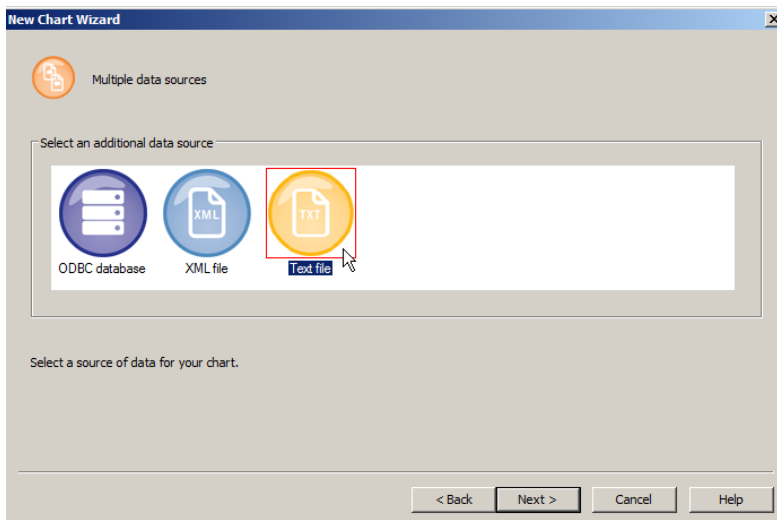 New Chart Wizard
Multiple data sources
Select an additional data source
XML
TXT
ODBC database XML file Text file
Select a source of data for your chart.
< Back Next > Cancel Help